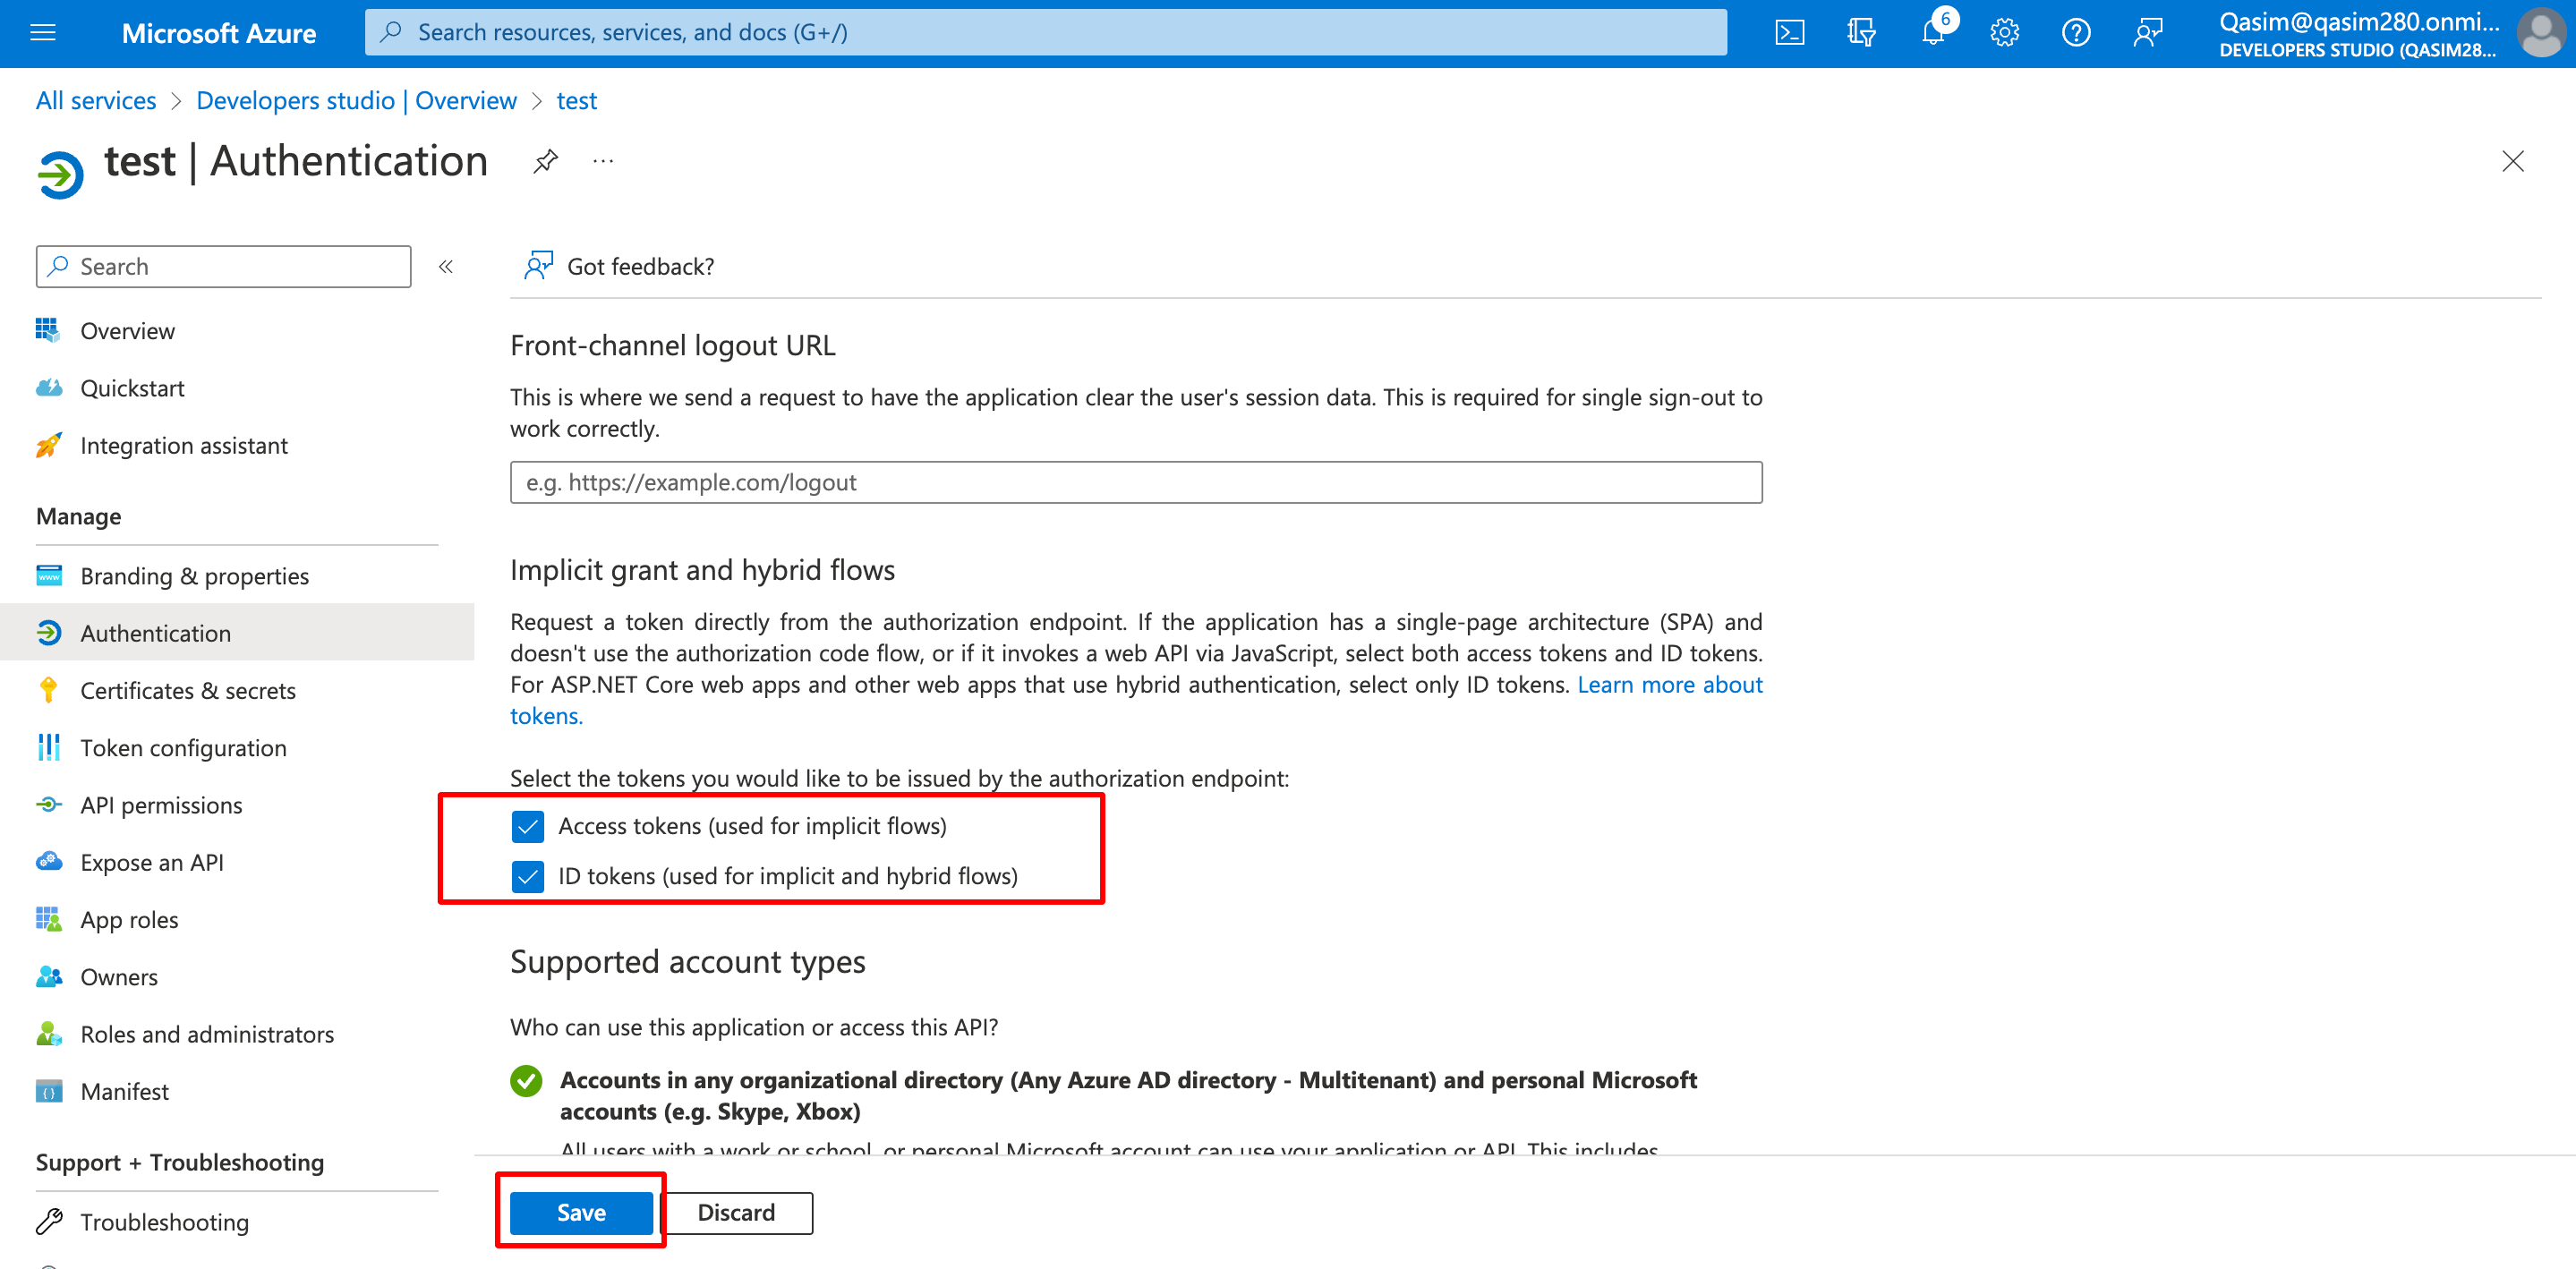 Microsoft Azure
Search resources, services, and docs (G+/)
6
Qasim@qasim280.onmi...
DEVELOPERS STUDIO (QASIM28...
All services > Developers studio | Overview > test
test | Authentication
...
Search
«
Got feedback?
Overview
Quickstart
Integration assistant
Manage
Branding & properties
Authentication
Certificates & secrets
Token configuration
API permissions
Expose an API
App roles
Owners
Roles and administrators
Manifest
Support + Troubleshooting
Troubleshooting
Front-channel logout URL
This is where we send a request to have the application clear the user's session data. This is required for single sign-out to
work correctly.
e.g. https://example.com/logout
Implicit grant and hybrid flows
Request a token directly from the authorization endpoint. If the application has a single-page architecture (SPA) and
doesn't use the authorization code flow, or if it invokes a web API via JavaScript, select both access tokens and ID tokens.
For ASP.NET Core web apps and other web apps that use hybrid authentication, select only ID tokens. Learn more about
tokens.
Select the tokens you would like to be issued by the authorization endpoint:
Access tokens (used for implicit flows)
ID tokens (used for implicit and hybrid flows)
Supported account types
Who can use this application or access this API?
Accounts in any organizational directory (Any Azure AD directory - Multitenant) and personal Microsoft
accounts (e.g. Skype, Xbox)
All users with a work or school, or personal Microsoft account can use your application or API. This includes
Save
Discard